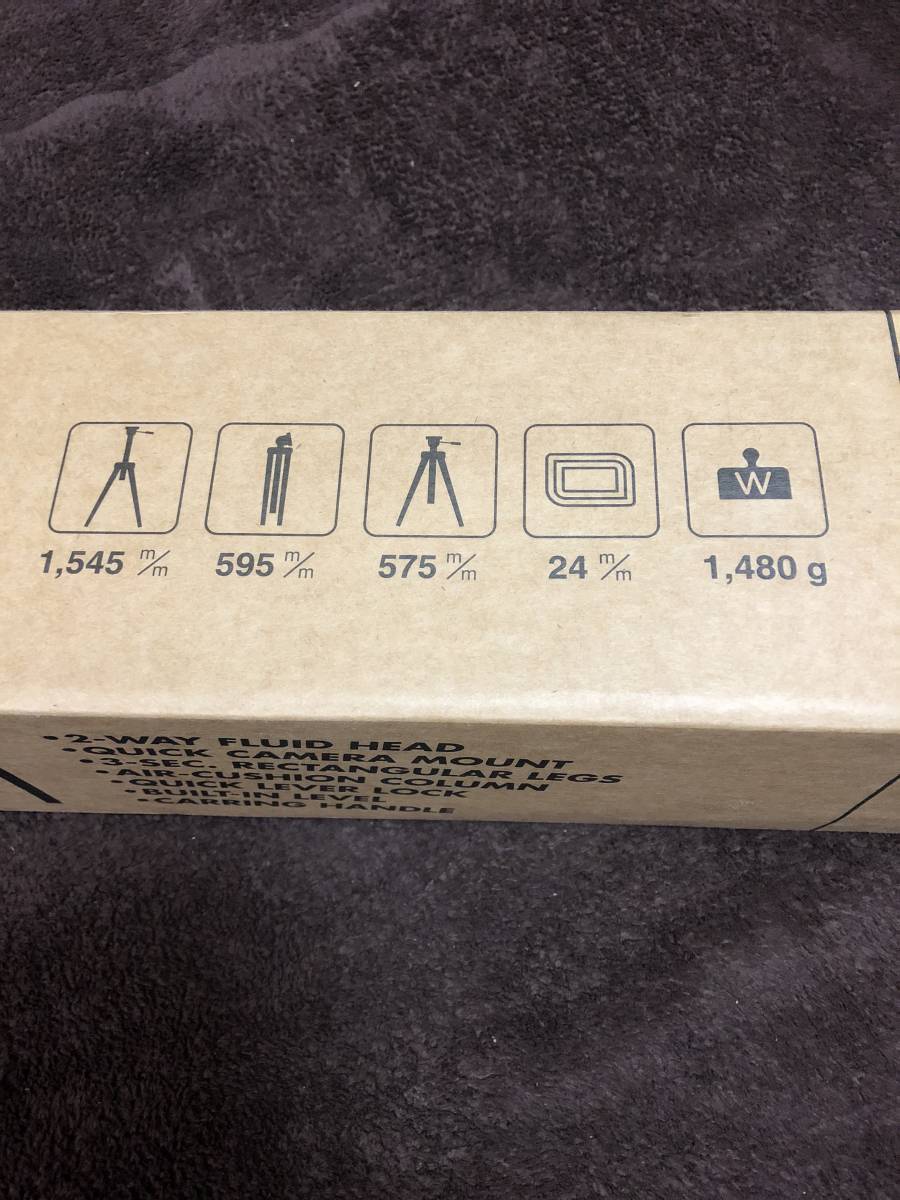 W
1,545 m/m 595 m/m 575 m/m 24 m/m 1,480 g
•2-WAY FLUID HEAD
•QUICK CAMERA MOUNT
•3-SEC. RECTANGULAR LEGS
•AIR-CUSHION COLUMN
•QUICK LEVER LOCK
•BUILT-IN LEVEL
•CARRING HANDLE